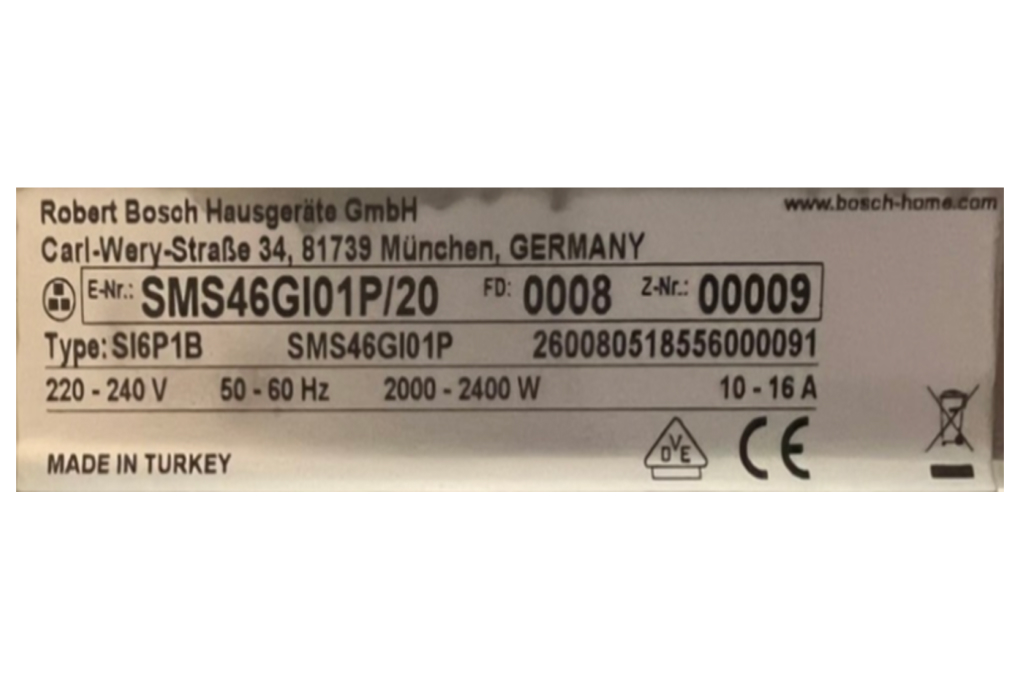 Robert Bosch Hausgeräte GmbH www.bosch-home.com
Carl-Wery-Straße 34, 81739 München, GERMANY
E-Nr.: SMS46GI01P/20 FD: 0008 Z-Nr.: 00009
Type: SI6P1B SMS46GI01P 260080518556000091
220 - 240 V 50 - 60 Hz 2000 - 2400 W 10 - 16 A
MADE IN TURKEY DVE CE